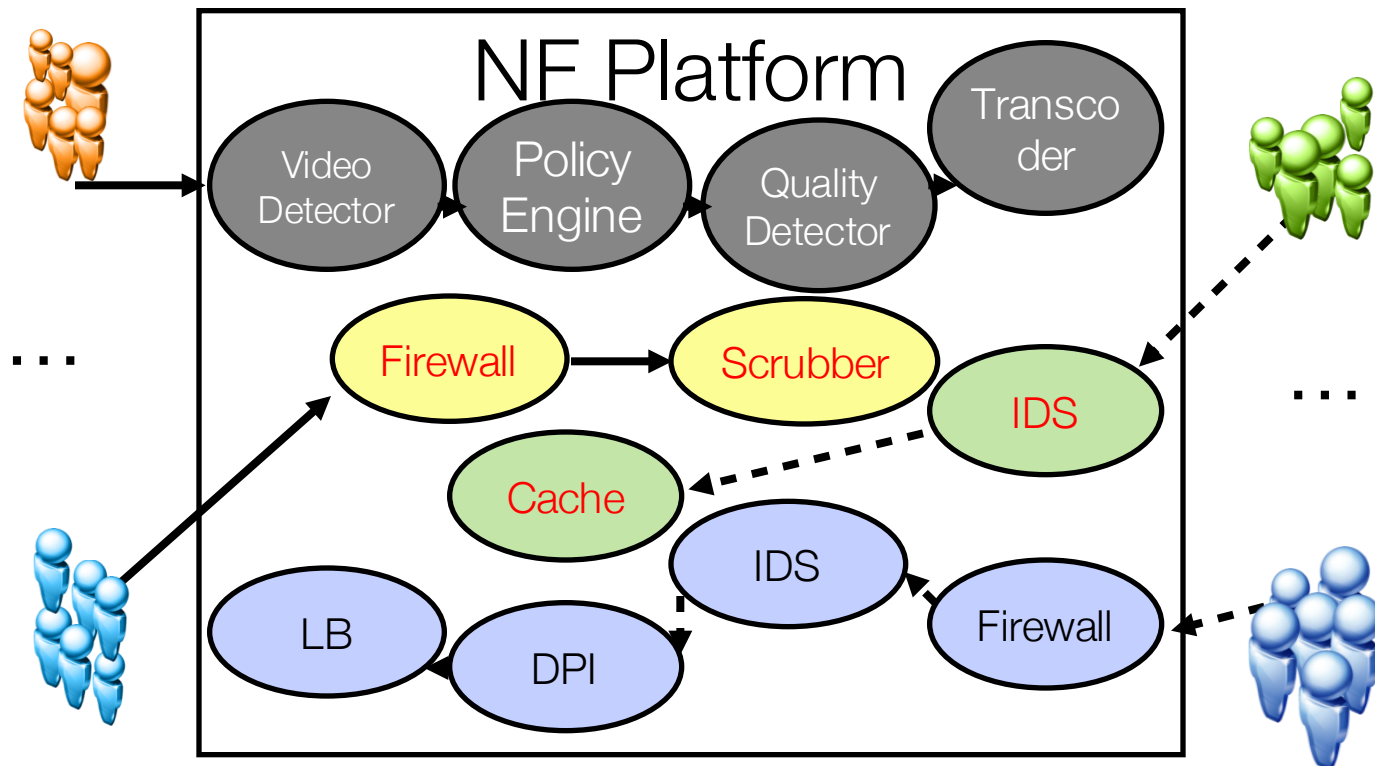 NF Platform
Transco
der
Video
Detector
Policy
Engine
Quality
Detector
Firewall
Scrubber
IDS
...
...
Cache
IDS
LB
DPI
Firewall